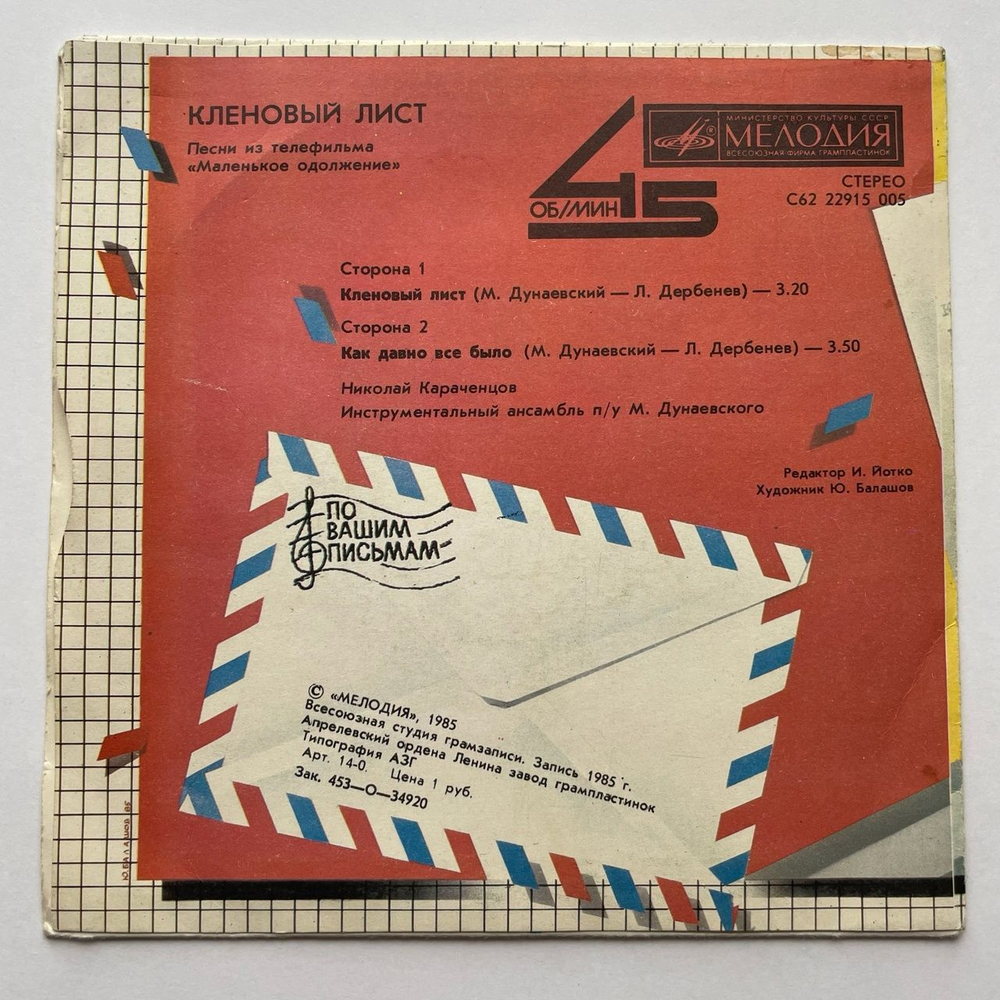 КЛЕНОВЫЙ ЛИСТ
Песни из телефильма
«Маленькое одолжение»
45
ОБ/МИН
МИНИСТЕРСТВО КУЛЬТУРЫ СССР
МЕЛОДИЯ
ВСЕСОЮЗНАЯ ФИРМА ГРАМПЛАСТИНОК
СТЕРЕО
С62 22915 005
Сторона 1
Кленовый лист (М. Дунаевский — Л. Дербенев) — 3.20
Сторона 2
Как давно все было (М. Дунаевский — Л. Дербенев) — 3.50
Николай Караченцов
Инструментальный ансамбль п/у М. Дунаевского
Редактор И. Йотко
Художник Ю. Балашов
ПО
ВАШИМ
ПИСЬМАМ
© «МЕЛОДИЯ», 1985
Всесоюзная студия грамзаписи. Запись 1985 г.
Апрелевский ордена Ленина завод грампластинок
Типография АЗГ
Арт. 14-0. Цена 1 руб.
Зак. 453—О—34920
Ю. БАЛАШОВ 85